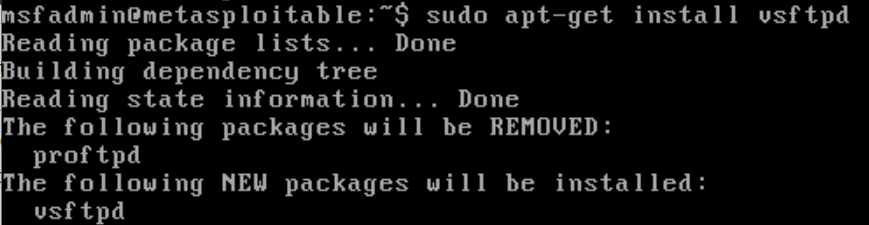 msfadmin@metasploitable:~$ sudo apt-get install vsftpd
Reading package lists... Done
Building dependency tree
Reading state information... Done
The following packages will be REMOVED:
  proftpd
The following NEW packages will be installed:
  vsftpd